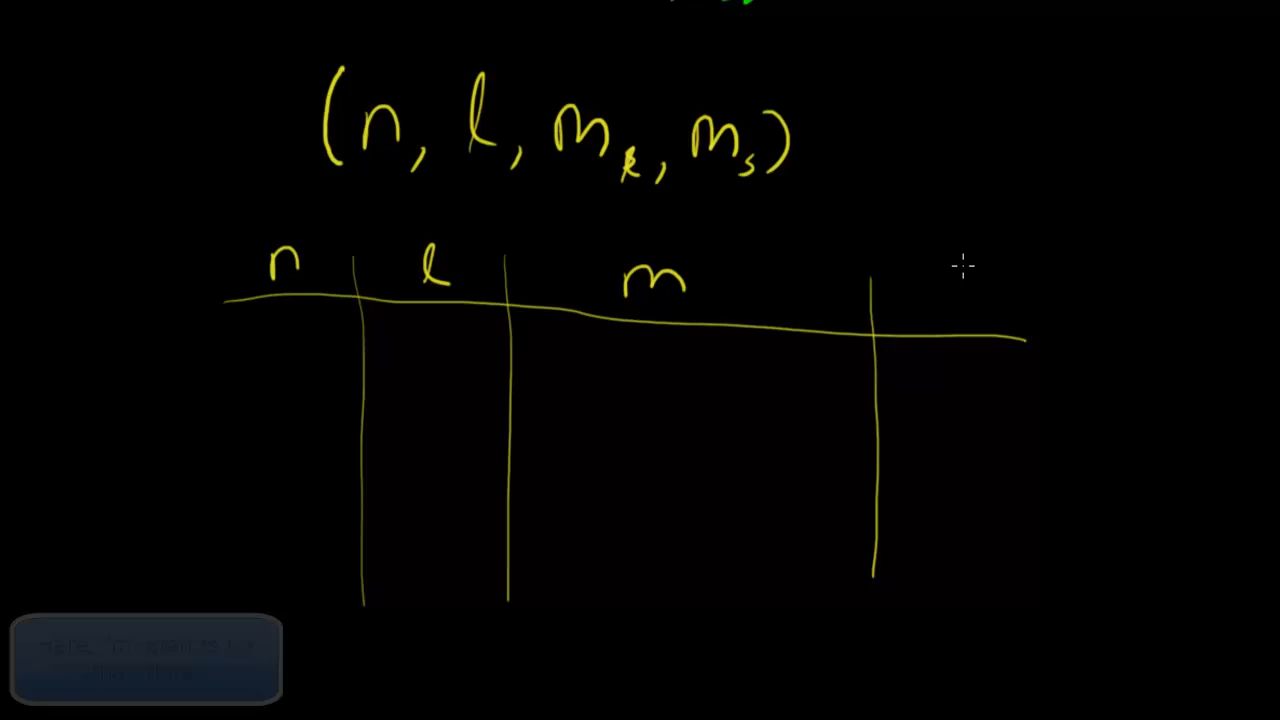 (n, l, mℓ, ms)
n l m